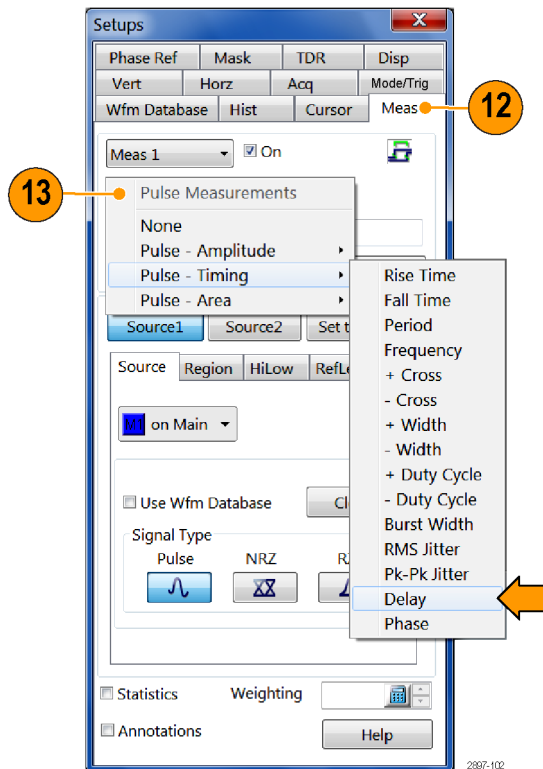 Setups
X
Phase Ref Mask TDR Disp
Vert Horz Acq Mode/Trig
Wfm Database Hist Cursor Meas
12
Meas 1 On
13
Pulse Measurements
None
Pulse - Amplitude
Pulse - Timing
Pulse - Area
Rise Time
Fall Time
Period
Frequency
+ Cross
- Cross
+ Width
- Width
+ Duty Cycle
- Duty Cycle
Burst Width
RMS Jitter
Pk-Pk Jitter
Delay
Phase
Source1 Source2 Set t
Source Region HiLow RefLe
on Main
Use Wfm Database Cl
Signal Type
Pulse NRZ R
Statistics Weighting
Annotations Help
2897-102